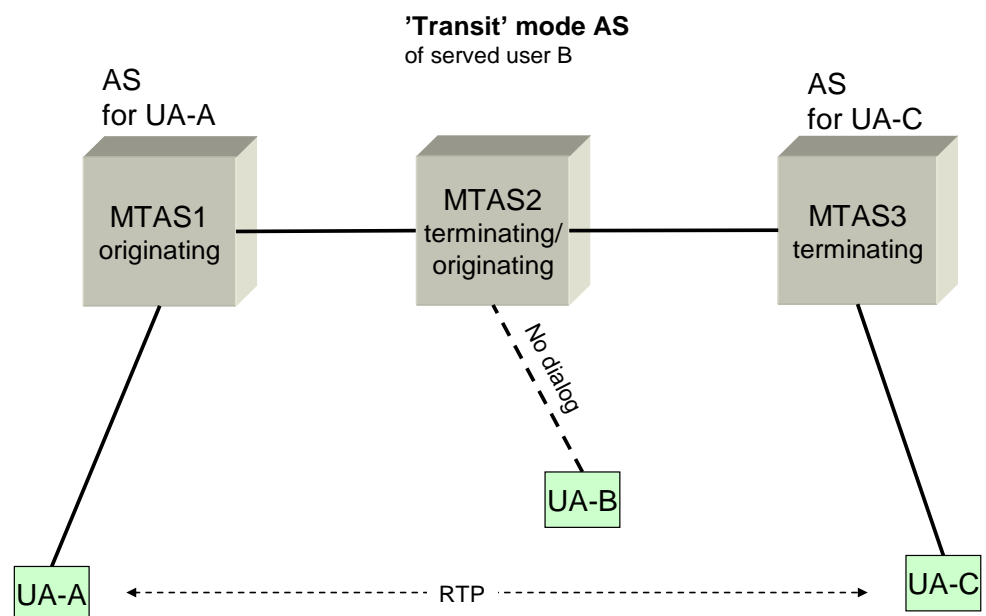 ’Transit’ mode AS
of served user B
AS
for UA-A
AS
for UA-C
MTAS1
originating
MTAS2
terminating/
originating
MTAS3
terminating
No dialog
UA-B
UA-A
RTP
UA-C